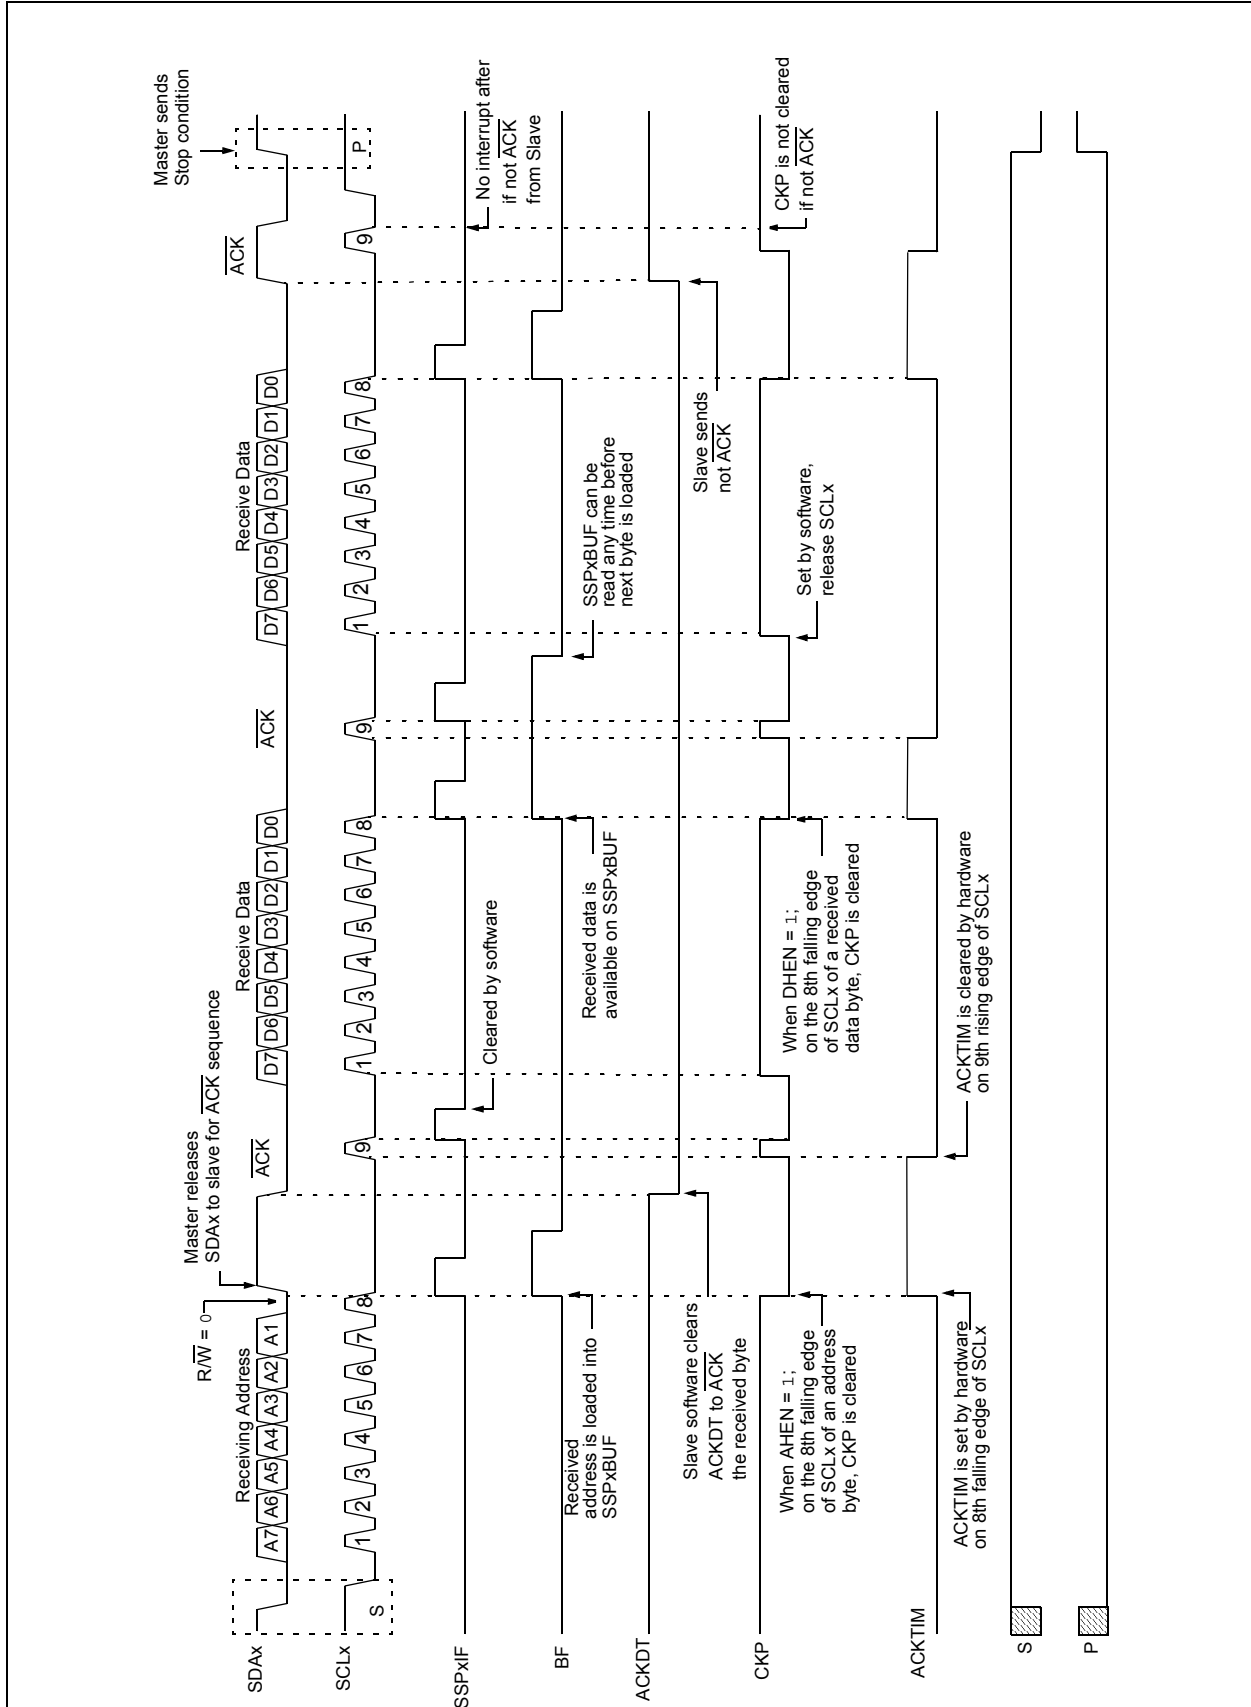 Master sends
Stop condition
Master releases
SDAx to slave for ACK sequence
R/W = 0
Receiving Address
ACK
Receive Data
ACK
Receive Data
ACK
SDAx
A7 A6 A5 A4 A3 A2 A1
D7 D6 D5 D4 D3 D2 D1 D0
D7 D6 D5 D4 D3 D2 D1 D0
SCLx
S
1 2 3 4 5 6 7 8 9
1 2 3 4 5 6 7 8 9
1 2 3 4 5 6 7 8 9
P
SSPxIF
Cleared by software
No interrupt after
if not ACK
from Slave
BF
Received
address is loaded into
SSPxBUF
Received data is
available on SSPxBUF
SSPxBUF can be
read any time before
next byte is loaded
ACKDT
Slave software clears
ACKDT to ACK
the received byte
Slave sends
not ACK
CKP
When AHEN = 1;
on the 8th falling edge
of SCLx of an address
byte, CKP is cleared
When DHEN = 1;
on the 8th falling edge
of SCLx of a received
data byte, CKP is cleared
Set by software,
release SCLx
CKP is not cleared
if not ACK
ACKTIM
ACKTIM is set by hardware
on 8th falling edge of SCLx
ACKTIM is cleared by hardware
on 9th rising edge of SCLx
S
P